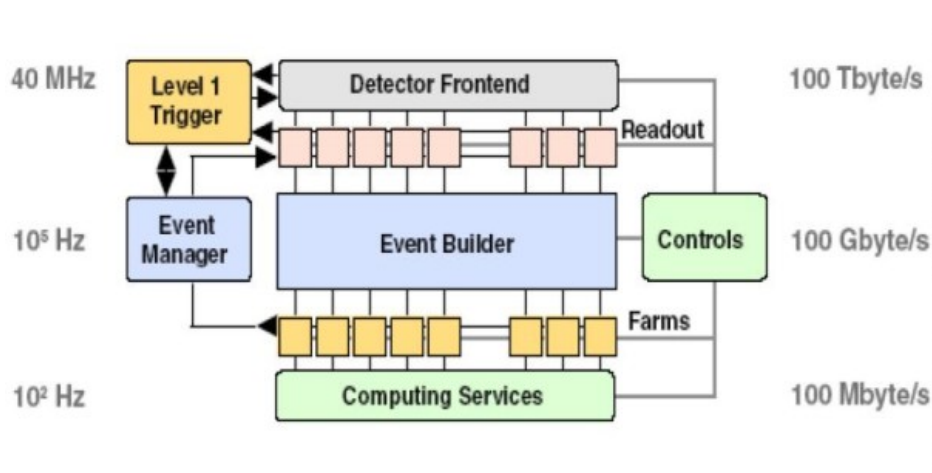 40 MHz
Level 1
Trigger
Detector Frontend
100 Tbyte/s
Readout
10⁵ Hz
Event
Manager
Event Builder
Controls
100 Gbyte/s
Farms
10² Hz
Computing Services
100 Mbyte/s